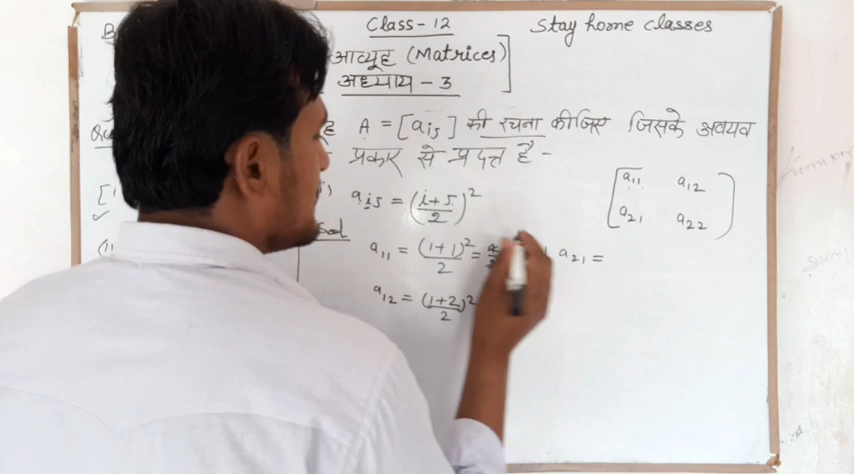 Class - 12
Stay home classes
आव्यूह (Matrices)
अध्याय - 3
A = [aij] की रचना कीजिए जिसके अवयव
प्रकार से प्रदत्त है -
aij = (i+j/2)^2
[a11 a12
a21 a22]
Sol
a11 = (1+1)^2/2 =
a21 =
a12 = (1+2)^2/2